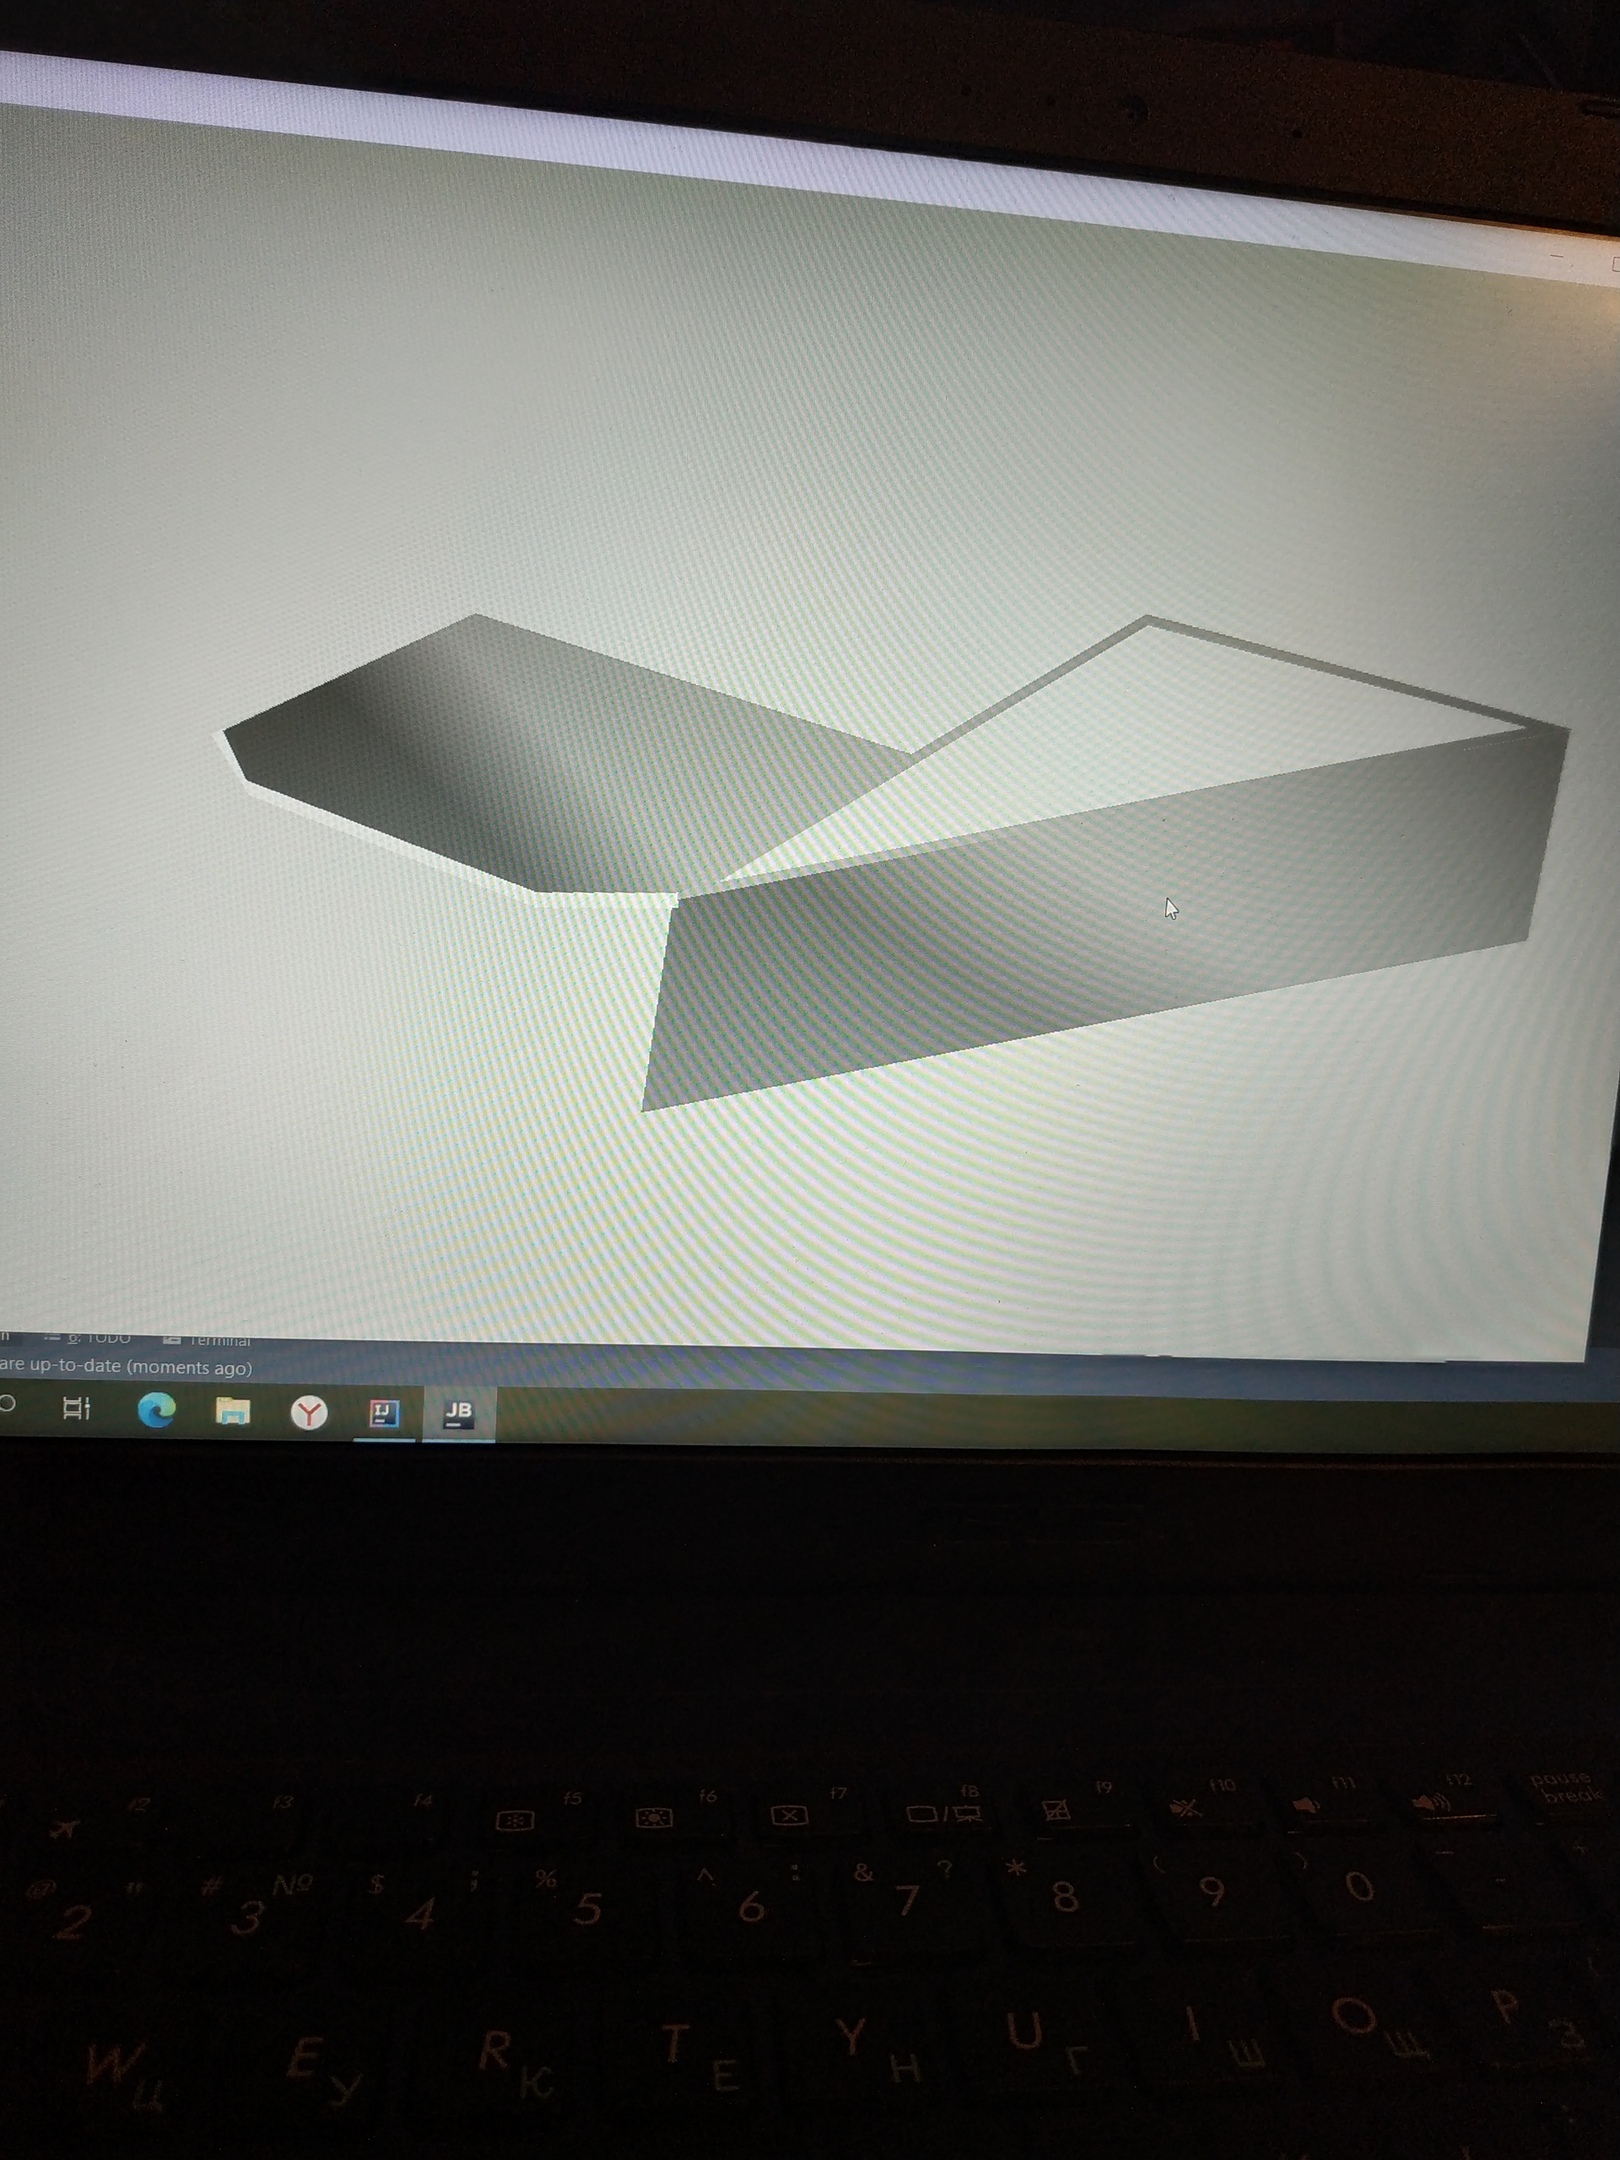 TODO
Terminal
are up-to-date (moments ago)
IJ
JB
f2 f3 f4 f5 f6 f7 f8 f9 f10 f11 f12 pause break
@ 2 " # 3 № $ 4 ; % 5 ^ 6 : & 7 ? * 8 ( 9 ) 0 - +
W Ц E У R К T Е Y Н U Г I Ш O Щ P З